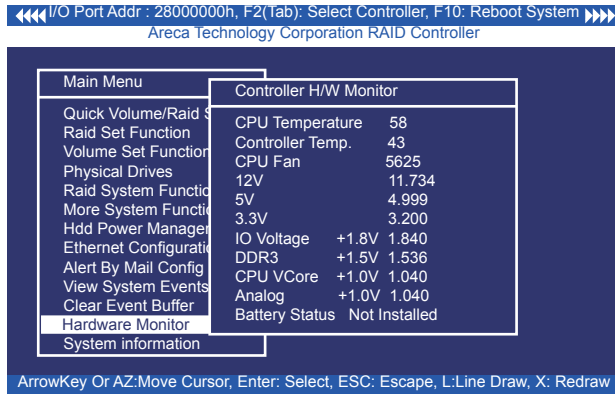 I/O Port Addr : 28000000h, F2(Tab): Select Controller, F10: Reboot System
Areca Technology Corporation RAID Controller
Main Menu
Quick Volume/Raid S
Raid Set Function
Volume Set Function
Physical Drives
Raid System Functio
More System Functio
Hdd Power Manager
Ethernet Configuratio
Alert By Mail Config
View System Events
Clear Event Buffer
Hardware Monitor
System information
Controller H/W Monitor
CPU Temperature 58
Controller Temp. 43
CPU Fan 5625
12V 11.734
5V 4.999
3.3V 3.200
IO Voltage +1.8V 1.840
DDR3 +1.5V 1.536
CPU VCore +1.0V 1.040
Analog +1.0V 1.040
Battery Status Not Installed
ArrowKey Or AZ:Move Cursor, Enter: Select, ESC: Escape, L:Line Draw, X: Redraw